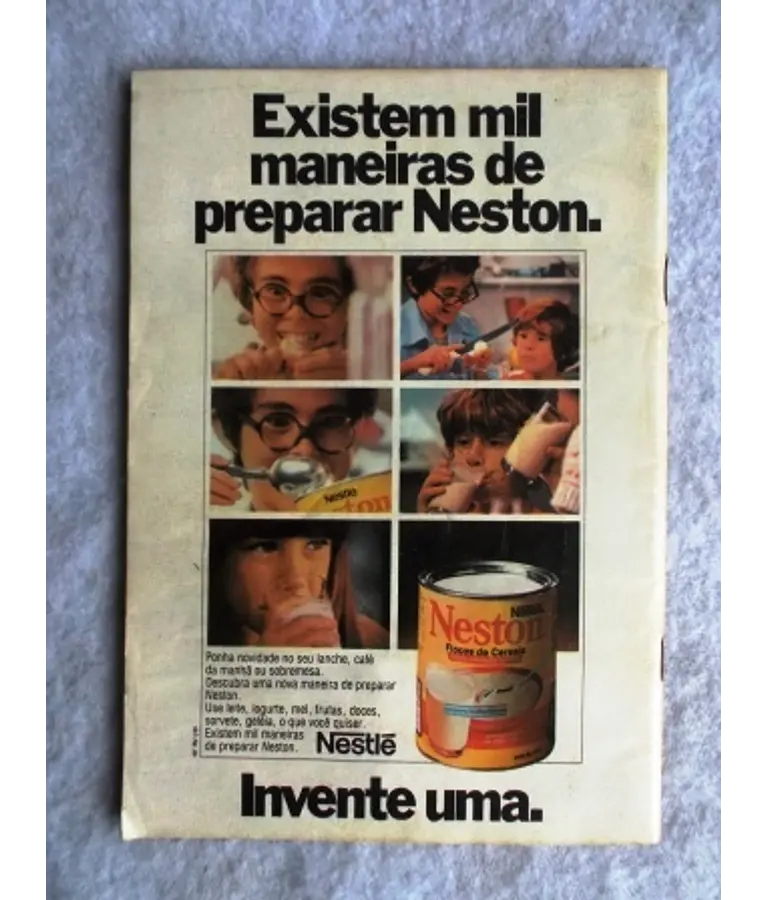 Existem mil
maneiras de
preparar Neston.
Nestlé
ston
Ponha novidade no seu lanche, café
da manhã ou sobremesa.
Descubra uma nova maneira de preparar
Neston.
Use leite, iogurte, mel, frutas, doces,
sorvete, geléia, o que você quiser.
Existem mil maneiras
de preparar Neston.
Nestlé
Neston
Flocos de Cereais
Invente uma.